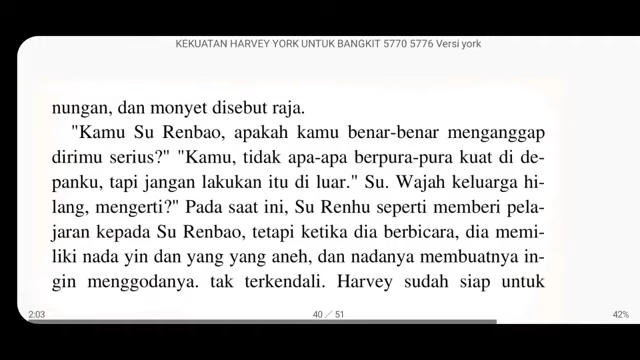 KEKUATAN HARVEY YORK UNTUK BANGKIT 5770 5776 Versi york
nungan, dan monyet disebut raja.
"Kamu Su Renbao, apakah kamu benar-benar menganggap
dirimu serius?" "Kamu, tidak apa-apa berpura-pura kuat di de-
panku, tapi jangan lakukan itu di luar." Su. Wajah keluarga hi-
lang, mengerti?" Pada saat ini, Su Renhu seperti memberi pela-
jaran kepada Su Renbao, tetapi ketika dia berbicara, dia memi-
liki nada yin dan yang yang aneh, dan nadanya membuatnya in-
gin menggodanya. tak terkendali. Harvey sudah siap untuk
2:03
40 / 51
42%